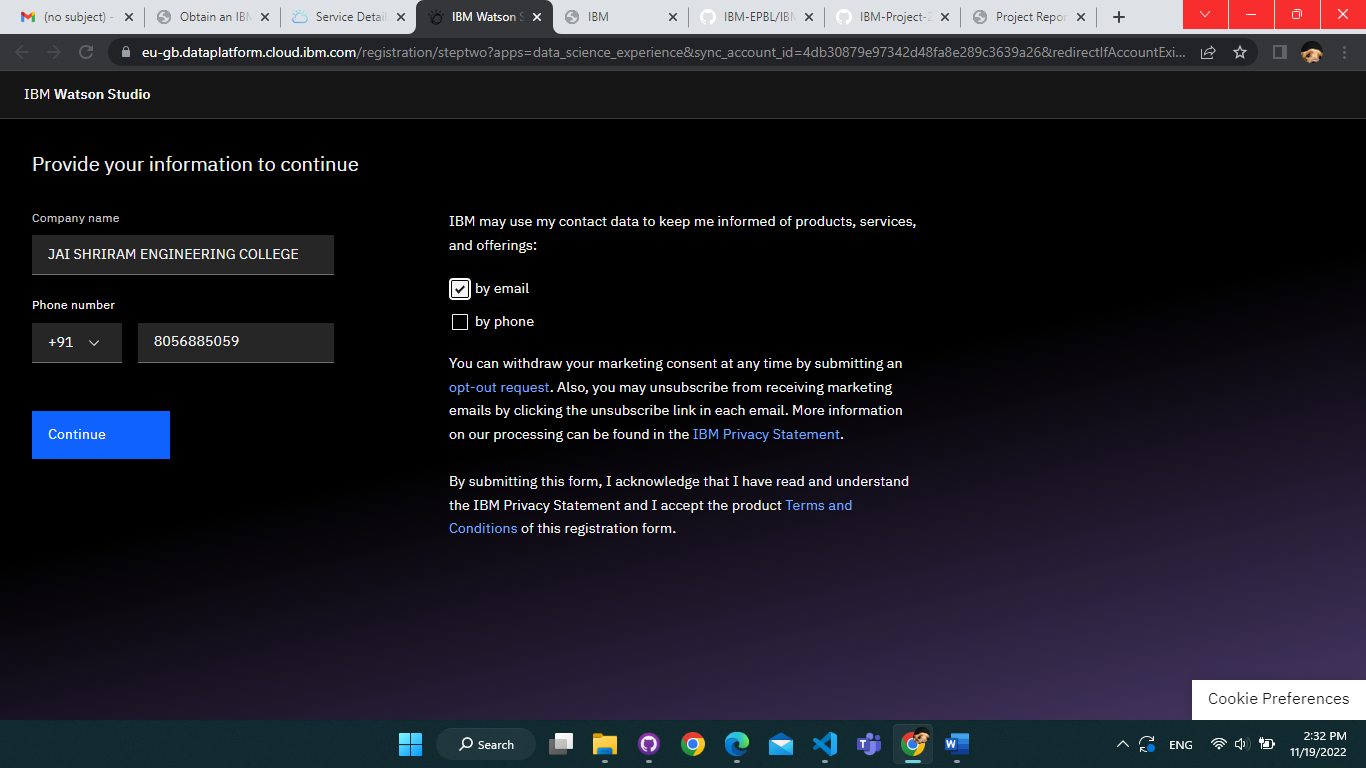 (no subject) -
Obtain an IBM
Service Detail
IBM Watson S
IBM
IBM-EPBL/IBM
IBM-Project-2
Project Repor
eu-gb.dataplatform.cloud.ibm.com/registration/steptwo?apps=data_science_experience&sync_account_id=4db30879e97342d48fa8e289c3639a26&redirectIfAccountExi...
IBM Watson Studio
Provide your information to continue
Company name
JAI SHRIRAM ENGINEERING COLLEGE
Phone number
+91
8056885059
Continue
IBM may use my contact data to keep me informed of products, services,
and offerings:
by email
by phone
You can withdraw your marketing consent at any time by submitting an
opt-out request. Also, you may unsubscribe from receiving marketing
emails by clicking the unsubscribe link in each email. More information
on our processing can be found in the IBM Privacy Statement.
By submitting this form, I acknowledge that I have read and understand
the IBM Privacy Statement and I accept the product Terms and
Conditions of this registration form.
Cookie Preferences
Search
ENG
2:32 PM
11/19/2022